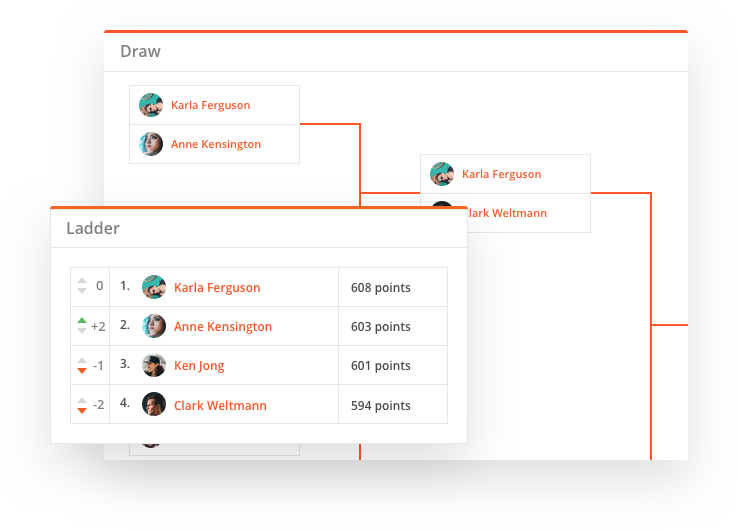 Draw
Karla Ferguson
Anne Kensington
Karla Ferguson
Clark Weltmann
Ladder
0 1. Karla Ferguson 608 points
+2 2. Anne Kensington 603 points
-1 3. Ken Jong 601 points
-2 4. Clark Weltmann 594 points